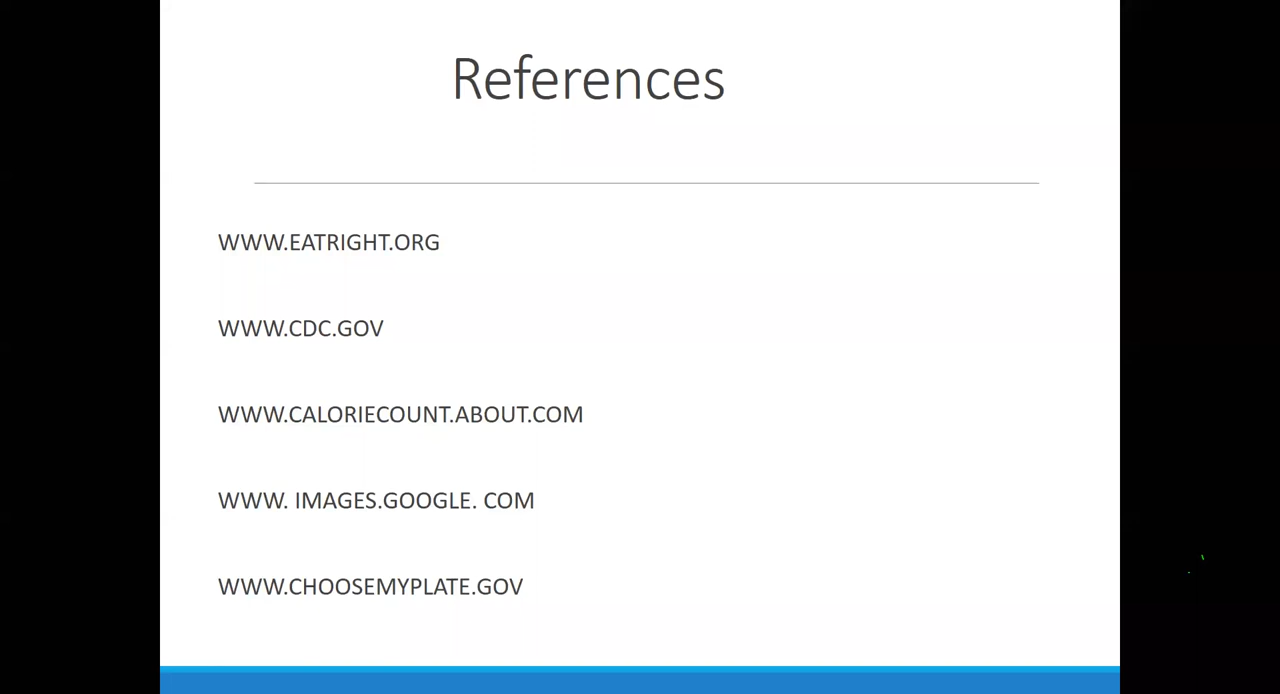 References
WWW.EATRIGHT.ORG
WWW.CDC.GOV
WWW.CALORIECOUNT.ABOUT.COM
WWW. IMAGES.GOOGLE. COM
WWW.CHOOSEMYPLATE.GOV